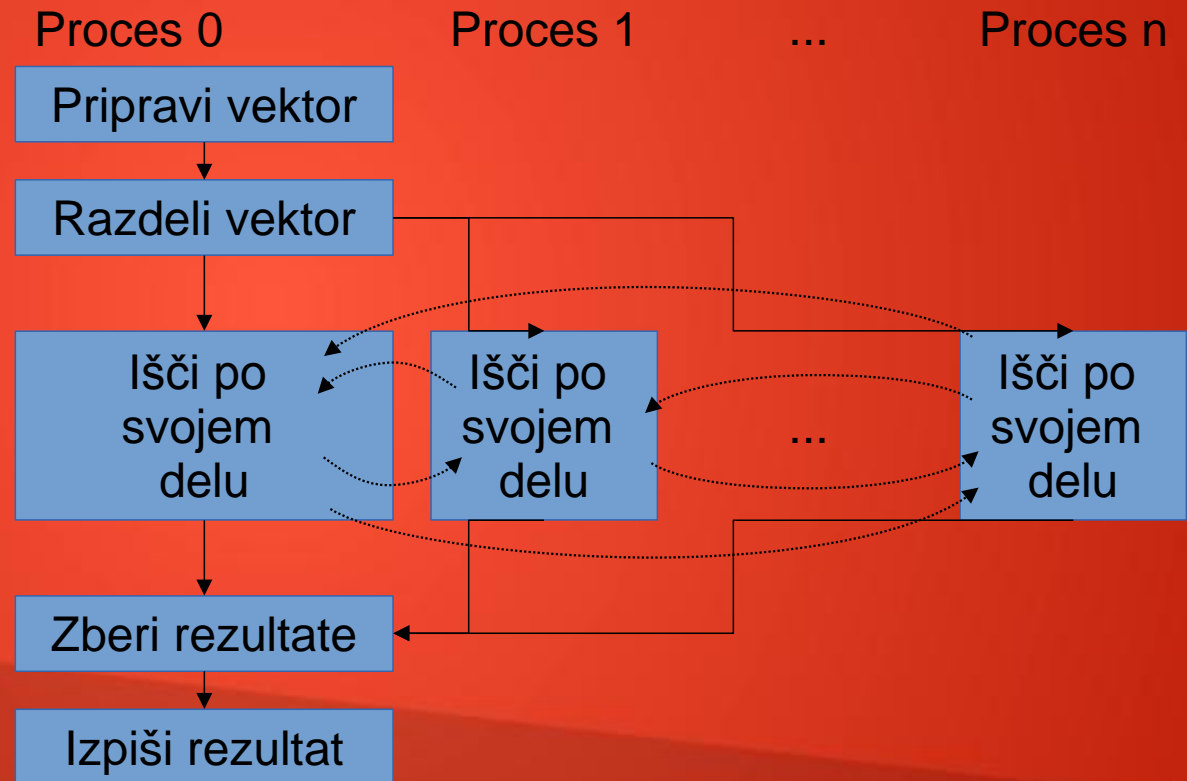 Proces 0
Proces 1
...
Proces n
Pripravi vektor
Razdeli vektor
Išči po
svojem
delu
Išči po
svojem
delu
...
Išči po
svojem
delu
Zberi rezultate
Izpiši rezultat